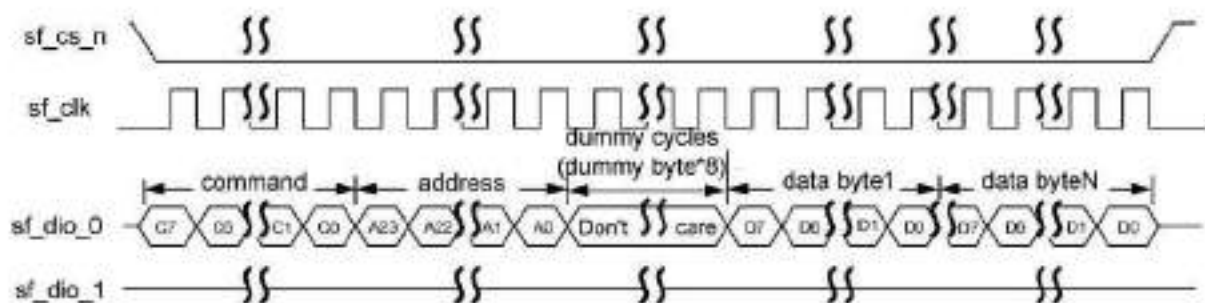 sf_cs_n
sf_clk
dummy cycles
(dummy byte*8)
command address data byte1 data byteN
sf_dio_0 C7 C6 C1 C0 A23 A22 A1 A0 Don't care D7 D6 D1 D0 D7 D6 D1 D0
sf_dio_1